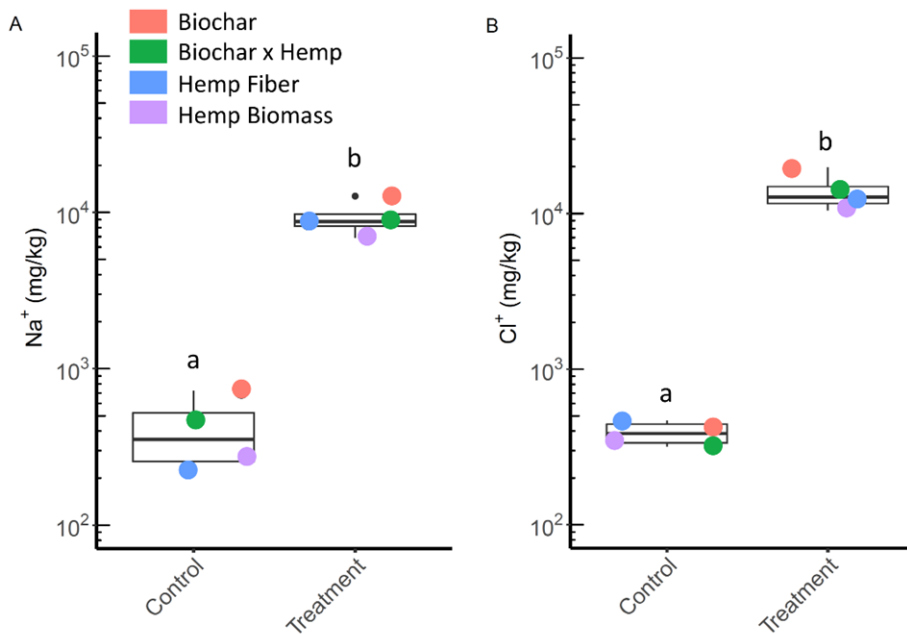 A
Biochar
Biochar x Hemp
Hemp Fiber
Hemp Biomass
Na⁺ (mg/kg)
10⁵
10⁴
10³
10²
a
b
Control
Treatment
B
Cl⁺ (mg/kg)
10⁵
10⁴
10³
10²
a
b
Control
Treatment